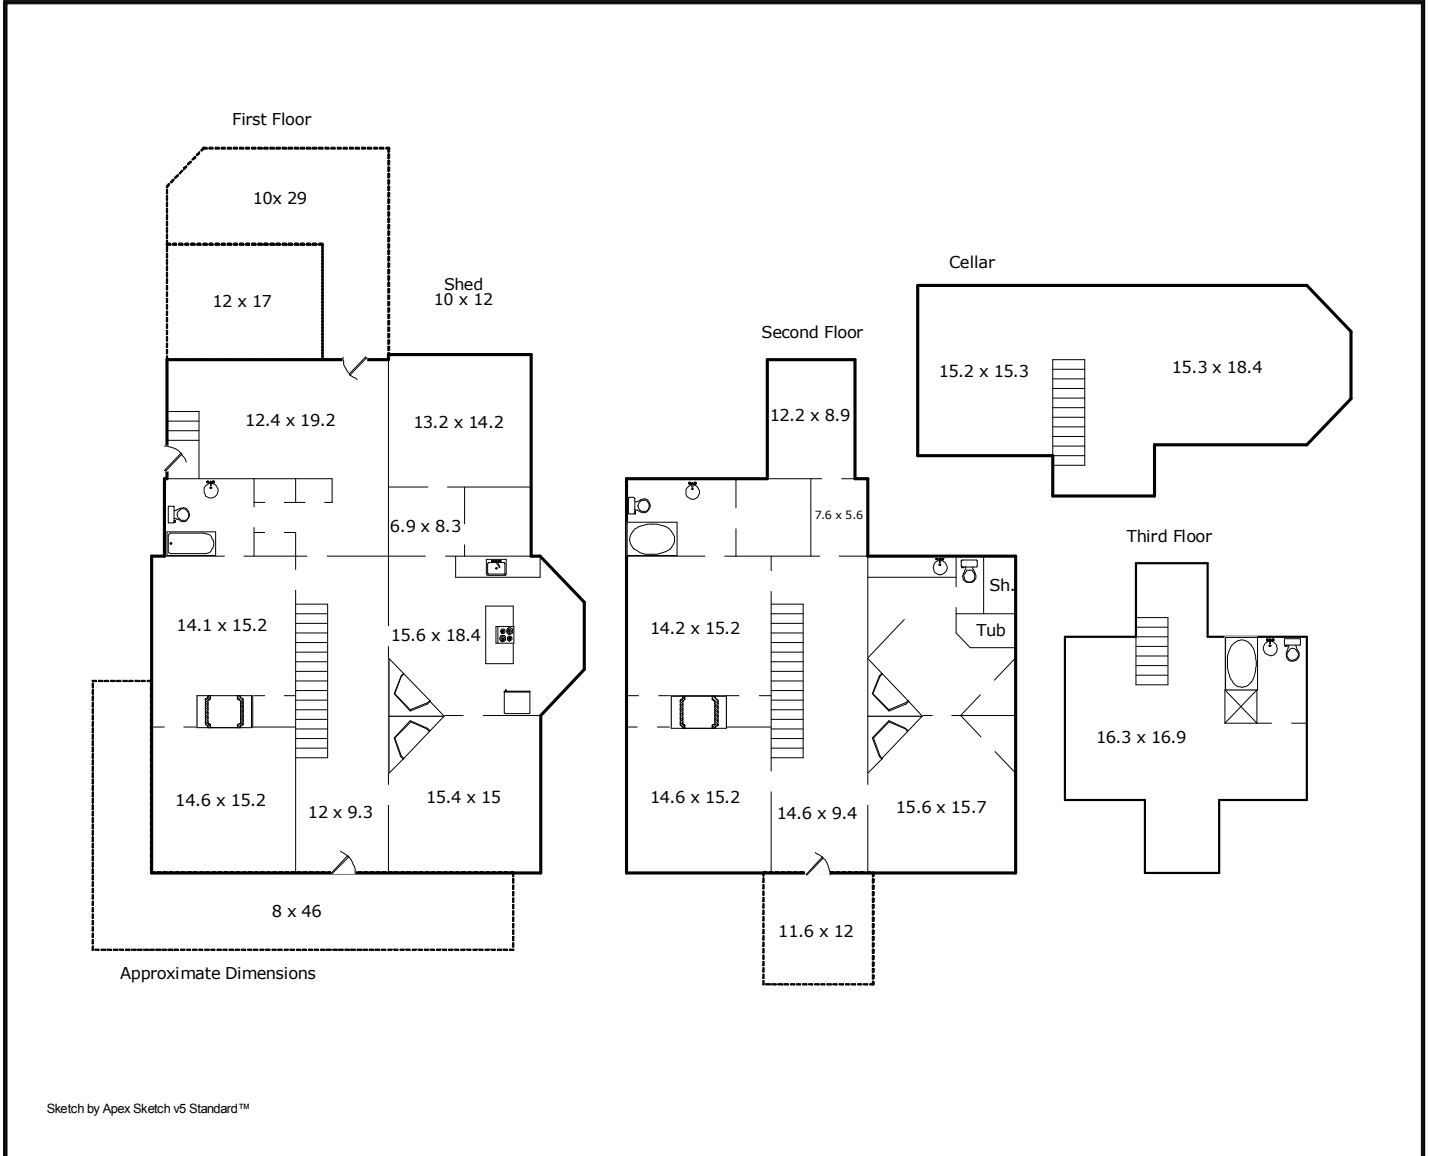 First Floor
10x 29
12 x 17
Shed
10 x 12
12.4 x 19.2
13.2 x 14.2
6.9 x 8.3
14.1 x 15.2
15.6 x 18.4
14.6 x 15.2
12 x 9.3
15.4 x 15
8 x 46
Approximate Dimensions
Second Floor
12.2 x 8.9
7.6 x 5.6
Sh.
Tub
14.2 x 15.2
14.6 x 15.2
14.6 x 9.4
15.6 x 15.7
11.6 x 12
Cellar
15.2 x 15.3
15.3 x 18.4
Third Floor
16.3 x 16.9
Sketch by Apex Sketch v5 Standard™